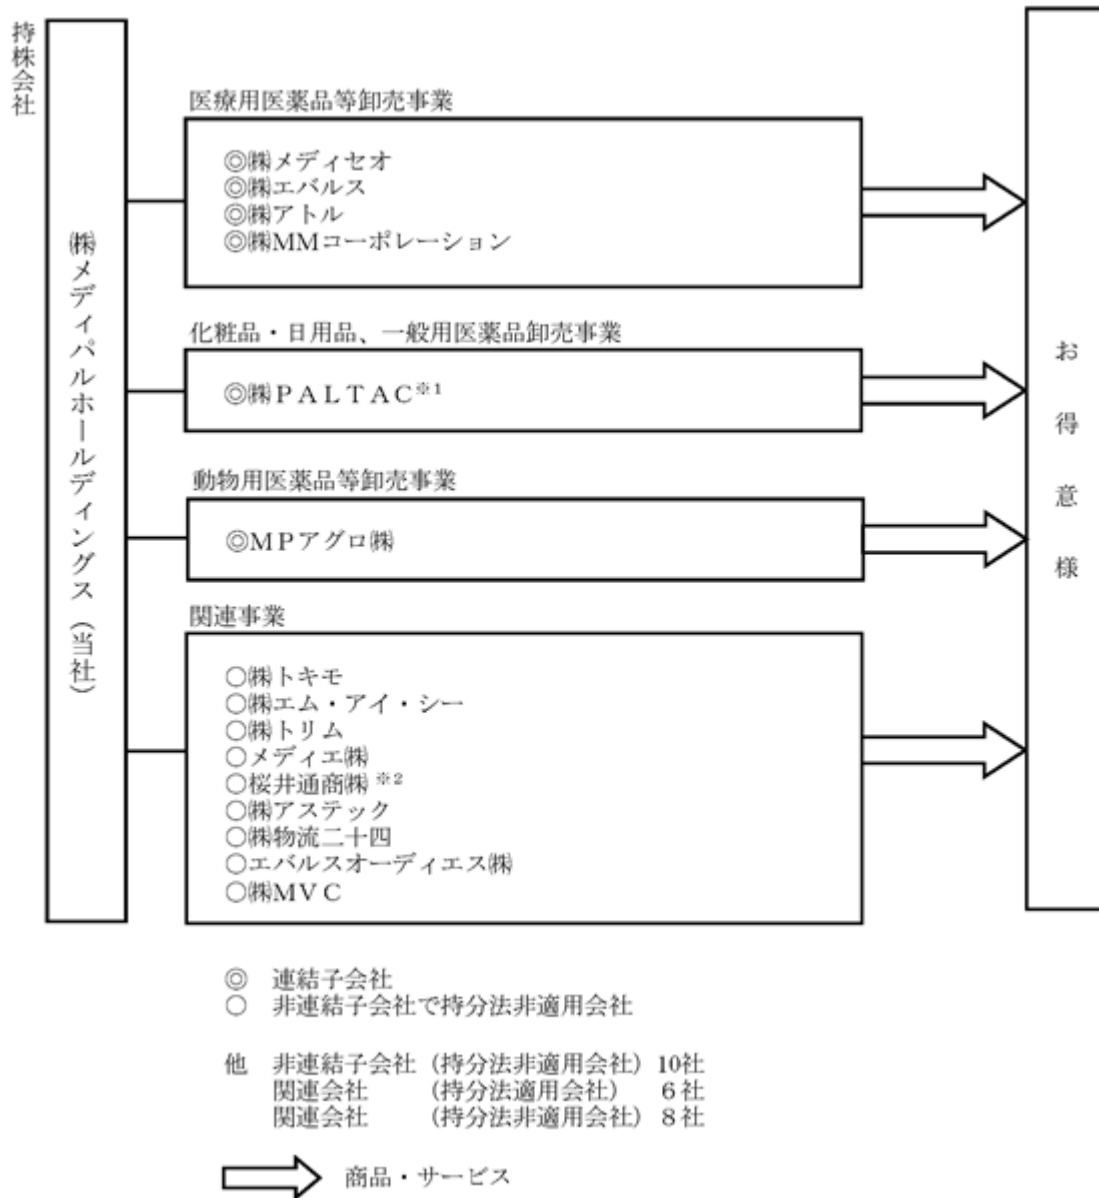 持株会社
㈱メディパルホールディングス（当社）
医療用医薬品等卸売事業
◎㈱メディセオ
◎㈱エバルス
◎㈱アトル
◎㈱MMコーポレーション
化粧品・日用品、一般用医薬品卸売事業
◎㈱ＰＡＬＴＡＣ※1
動物用医薬品等卸売事業
◎ＭＰアグロ㈱
関連事業
○㈱トキモ
○㈱エム・アイ・シー
○㈱トリム
○メディエ㈱
○桜井通商㈱※2
○㈱アステック
○㈱物流二十四
○エバルスオーディエス㈱
○㈱ＭＶＣ
お得意様
◎　連結子会社
○　非連結子会社で持分法非適用会社
他　非連結子会社（持分法非適用会社）10社
関連会社　（持分法適用会社）　６社
関連会社　（持分法非適用会社）８社
商品・サービス